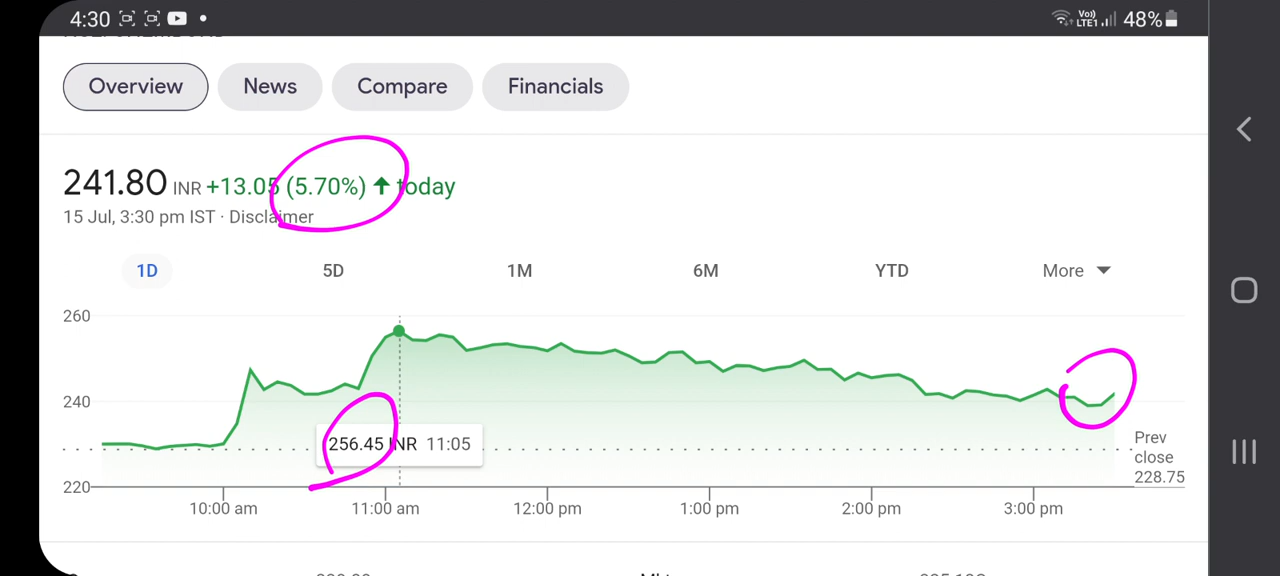 4:30 Vo) LTE1 48%
Overview News Compare Financials
241.80 INR +13.05 (5.70%) ↑ today
15 Jul, 3:30 pm IST · Disclaimer
1D 5D 1M 6M YTD More
260
240
220
256.45 INR 11:05
Prev
close
228.75
10:00 am 11:00 am 12:00 pm 1:00 pm 2:00 pm 3:00 pm